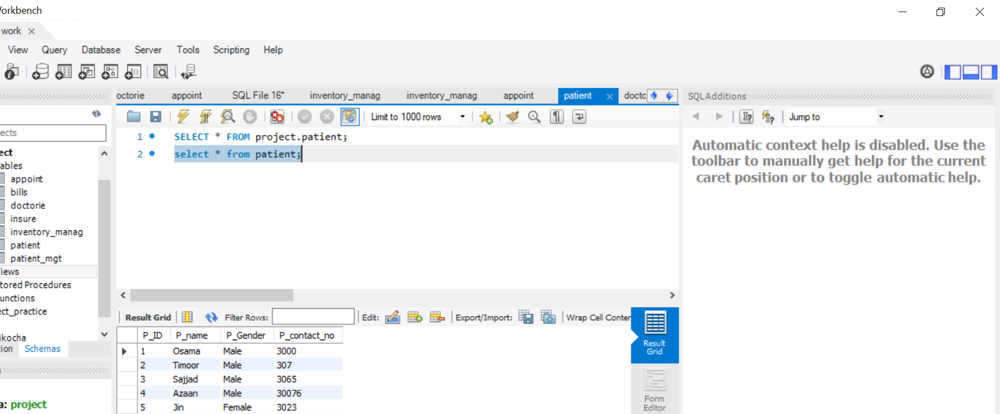 Workbench
work
View Query Database Server Tools Scripting Help
octorie appoint SQL File 16* inventory_manag inventory_manag appoint patient docto SQLAdditions
Limit to 1000 rows Jump to
ects
1 SELECT * FROM project.patient;
2 select * from patient;
Automatic context help is disabled. Use the
toolbar to manually get help for the current
caret position or to toggle automatic help.
ect
ables
appoint
bills
doctorie
insure
inventory_manag
patient
patient_mgt
iews
tored Procedures
unctions
ect_practice
ikocha
tion Schemas
a: project
Result Grid Filter Rows: Edit: Export/Import: Wrap Cell Conter
P_ID P_name P_Gender P_contact_no
1 Osama Male 3000
2 Timoor Male 307
3 Sajjad Male 3065
4 Azaan Male 30076
5 Jin Female 3023
Result
Grid
Form
Editor